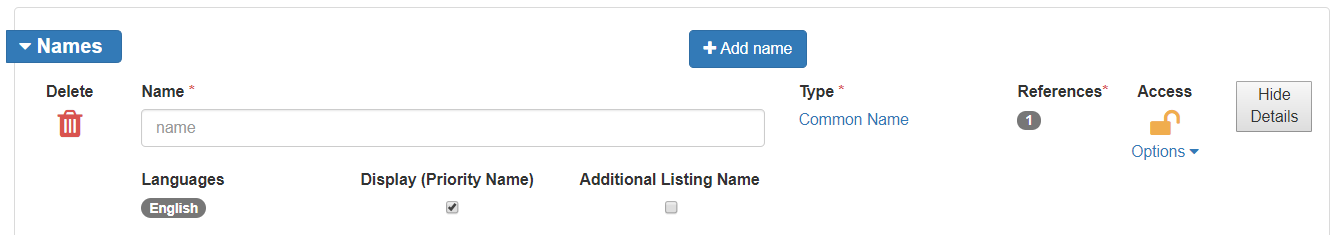 Names
+ Add name
Delete Name * Type * References* Access Hide Details
name Common Name 1
Options
Languages Display (Priority Name) Additional Listing Name
English